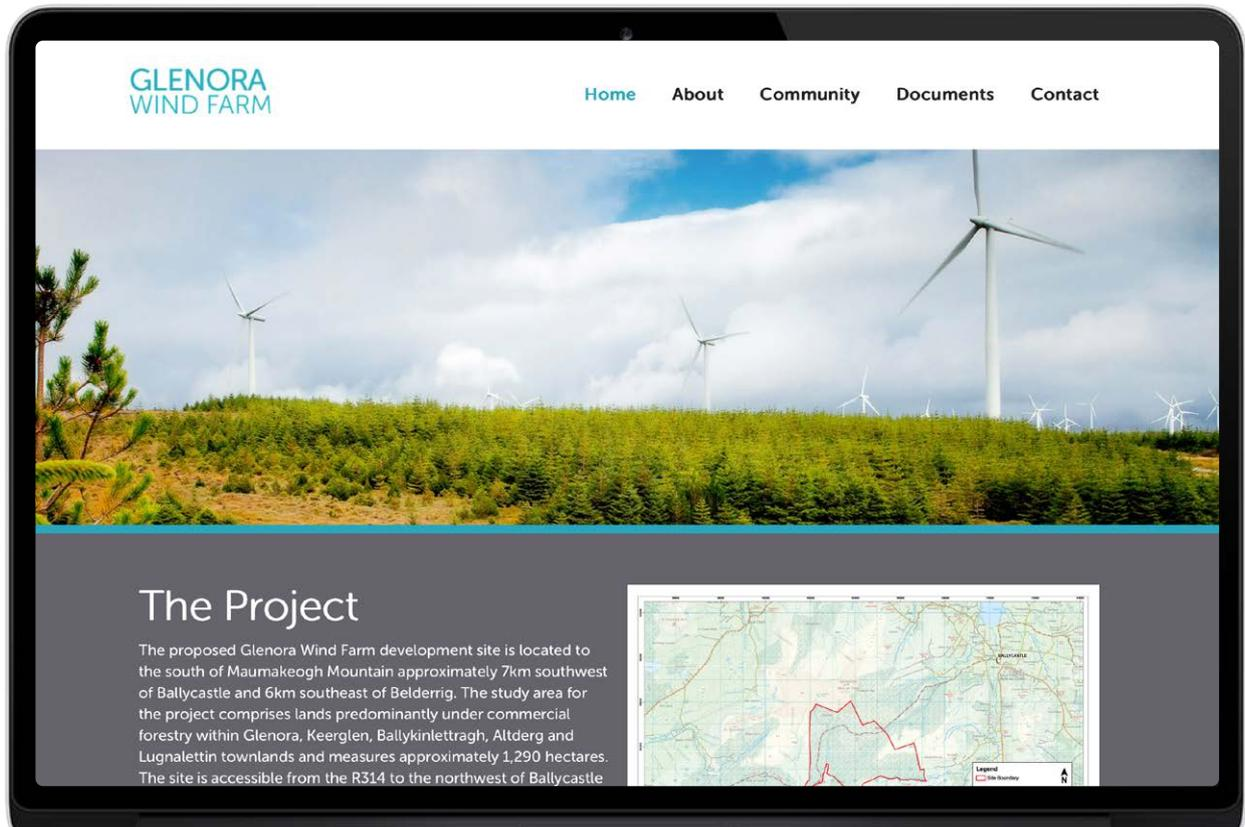 GLENORA
WIND FARM
Home
About
Community
Documents
Contact
The Project
The proposed Glenora Wind Farm development site is located to
the south of Maumakeogh Mountain approximately 7km southwest
of Ballycastle and 6km southeast of Belderrig. The study area for
the project comprises lands predominantly under commercial
forestry within Glenora, Keerglen, Ballykinlettragh, Altderg and
Lugnalettin townlands and measures approximately 1,290 hectares.
The site is accessible from the R314 to the northwest of Ballycastle
BALLYCASTLE
Legend
Site Boundary
N